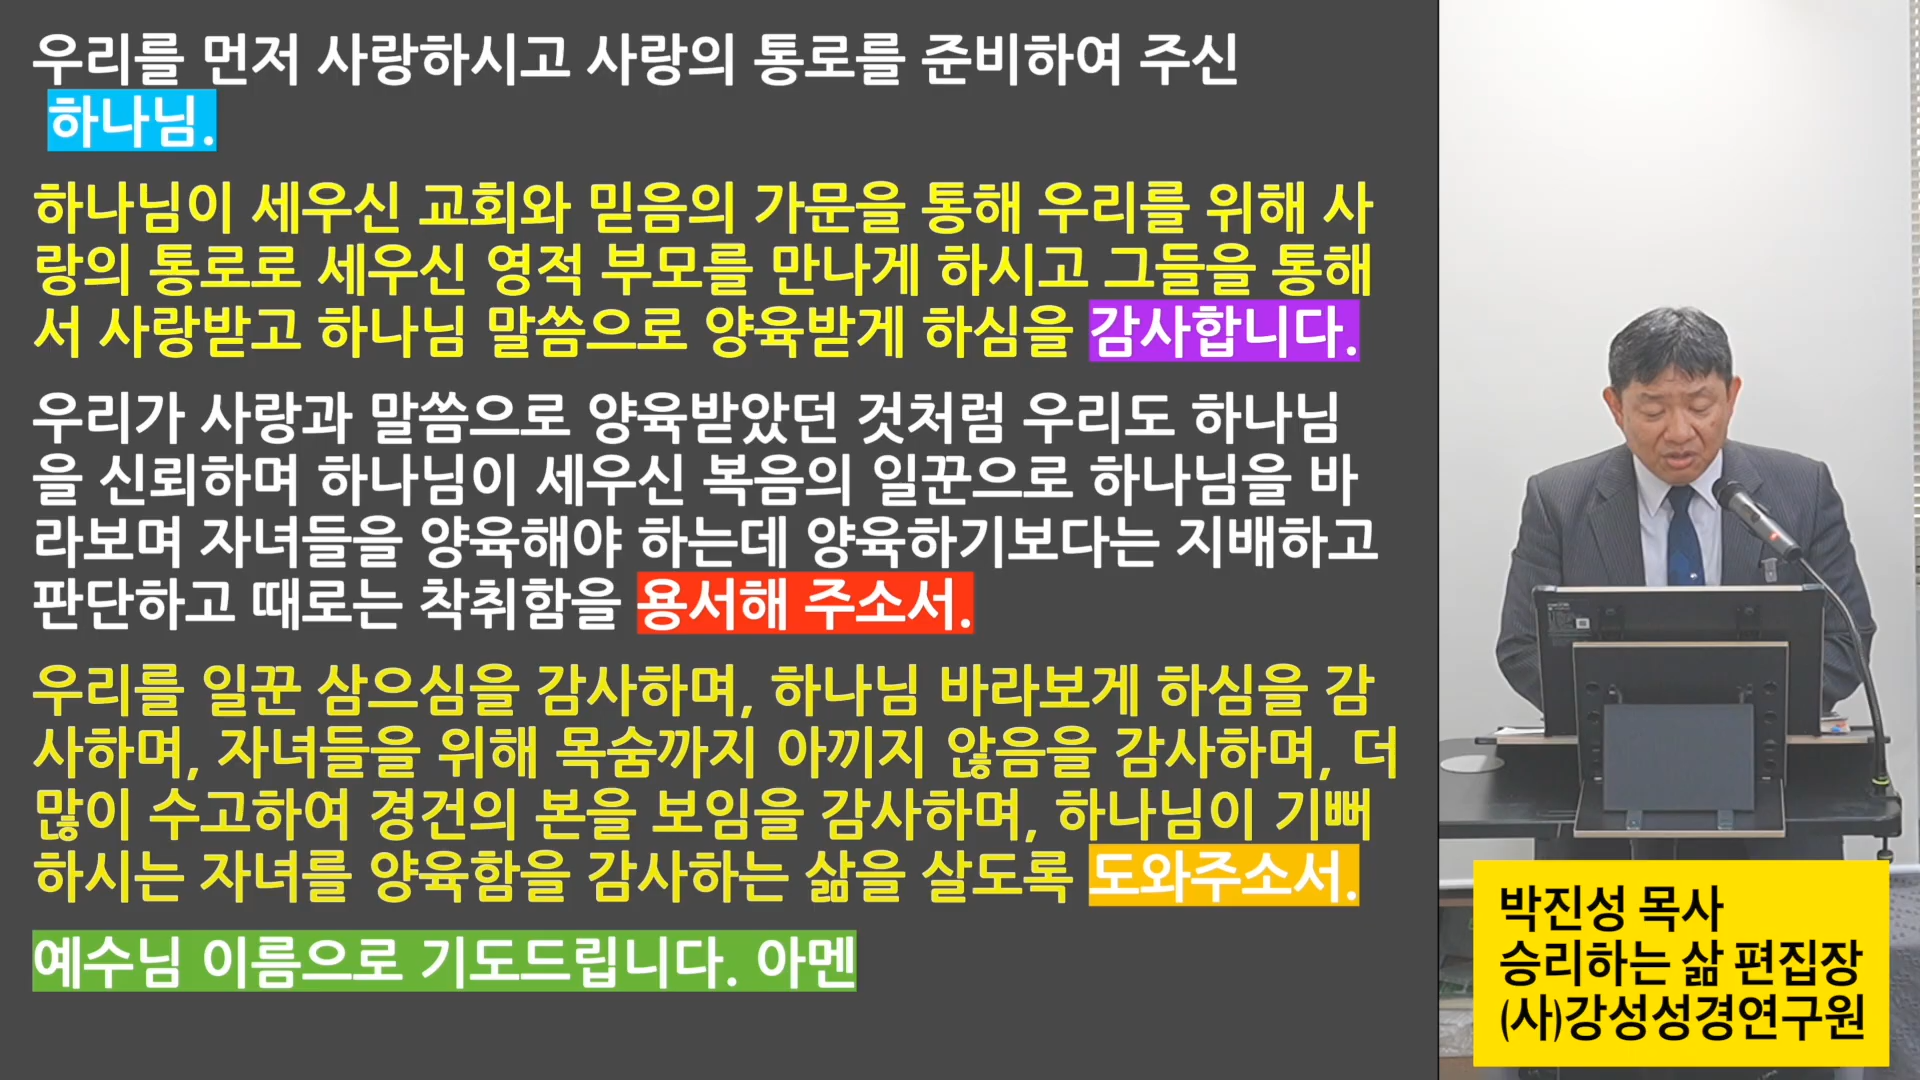 우리를 먼저 사랑하시고 사랑의 통로를 준비하여 주신
하나님.
하나님이 세우신 교회와 믿음의 가문을 통해 우리를 위해 사
랑의 통로로 세우신 영적 부모를 만나게 하시고 그들을 통해
서 사랑받고 하나님 말씀으로 양육받게 하심을 감사합니다.
우리가 사랑과 말씀으로 양육받았던 것처럼 우리도 하나님
을 신뢰하며 하나님이 세우신 복음의 일꾼으로 하나님을 바
라보며 자녀들을 양육해야 하는데 양육하기보다는 지배하고
판단하고 때로는 착취함을 용서해 주소서.
우리를 일꾼 삼으심을 감사하며, 하나님 바라보게 하심을 감
사하며, 자녀들을 위해 목숨까지 아끼지 않음을 감사하며, 더
많이 수고하여 경건의 본을 보임을 감사하며, 하나님이 기뻐
하시는 자녀를 양육함을 감사하는 삶을 살도록 도와주소서.
예수님 이름으로 기도드립니다. 아멘
박진성 목사
승리하는 삶 편집장
(사)강성성경연구원